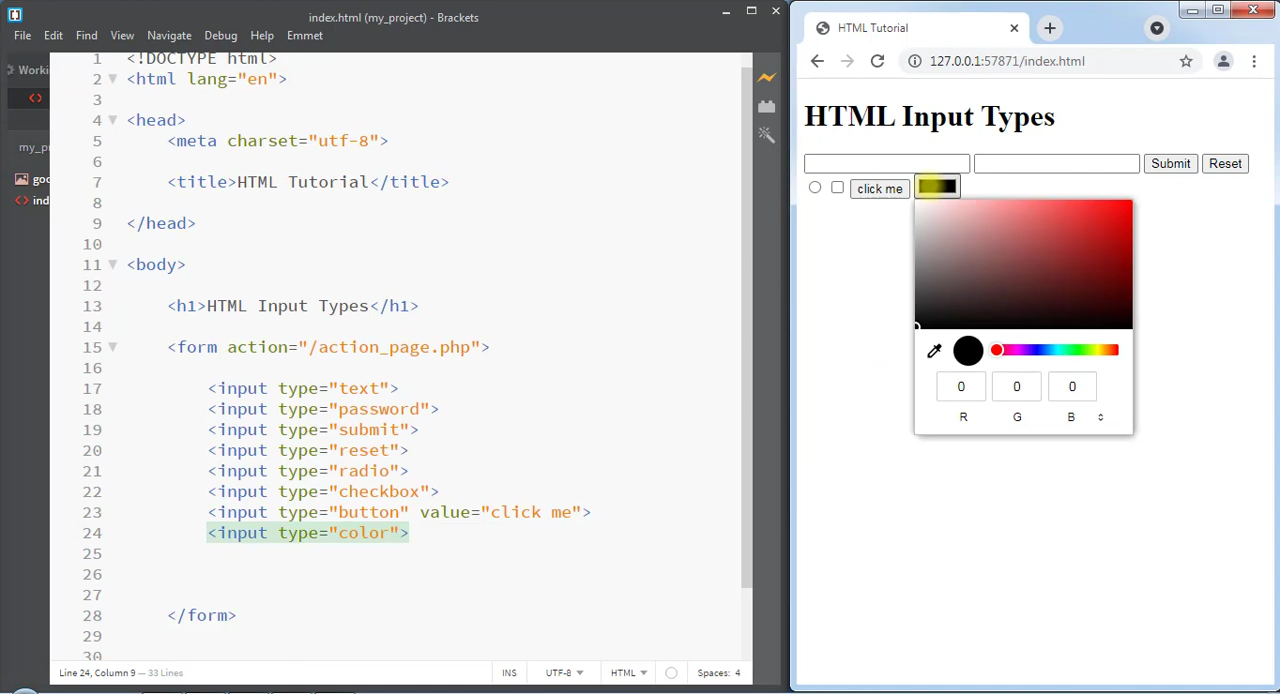 index.html (my_project) - Brackets
File Edit Find View Navigate Debug Help Emmet
Worki
my_pr
goo
ind
1 <!DOCTYPE html>
2 <html lang="en">
3
4 <head>
5 <meta charset="utf-8">
6
7 <title>HTML Tutorial</title>
8
9 </head>
10
11 <body>
12
13 <h1>HTML Input Types</h1>
14
15 <form action="/action_page.php">
16
17 <input type="text">
18 <input type="password">
19 <input type="submit">
20 <input type="reset">
21 <input type="radio">
22 <input type="checkbox">
23 <input type="button" value="click me">
24 <input type="color">
25
26
27
28 </form>
29
30
Line 24, Column 9 — 33 Lines
INS UTF-8 HTML Spaces: 4
HTML Tutorial
127.0.0.1:57871/index.html
HTML Input Types
Submit Reset
click me
0 0 0
R G B